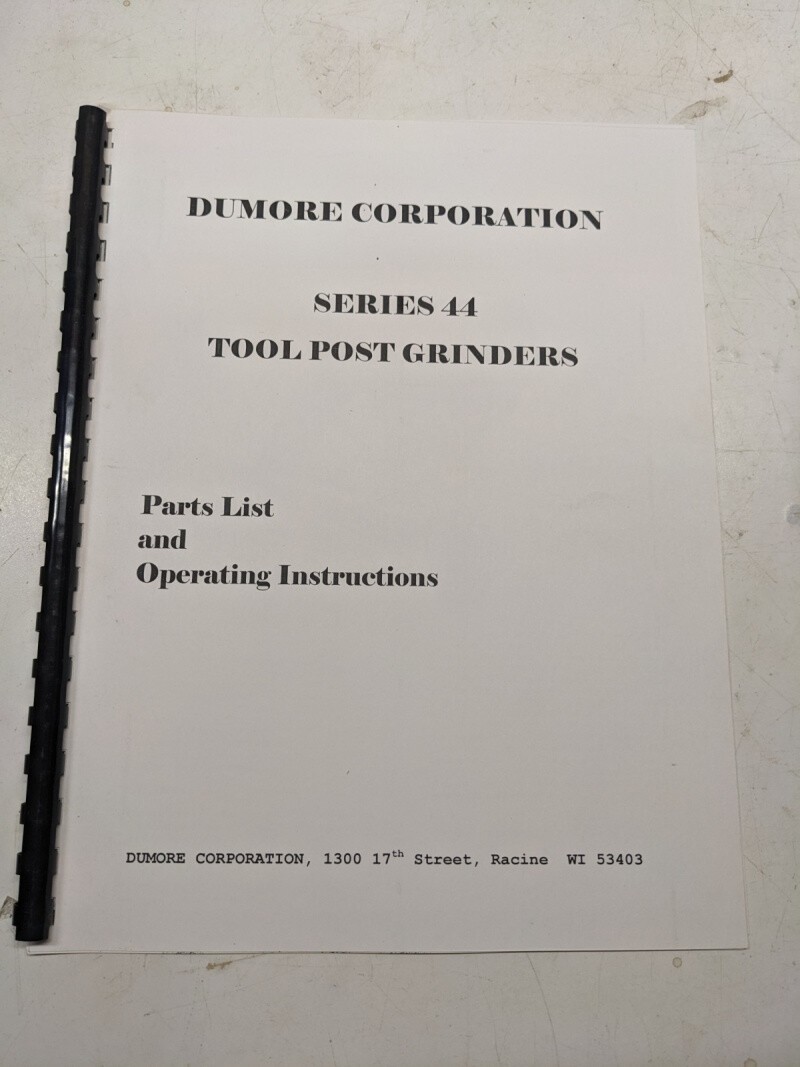 DUMORE CORPORATION
SERIES 44
TOOL POST GRINDERS
Parts List
and
Operating Instructions
DUMORE CORPORATION, 1300 17th Street, Racine WI 53403